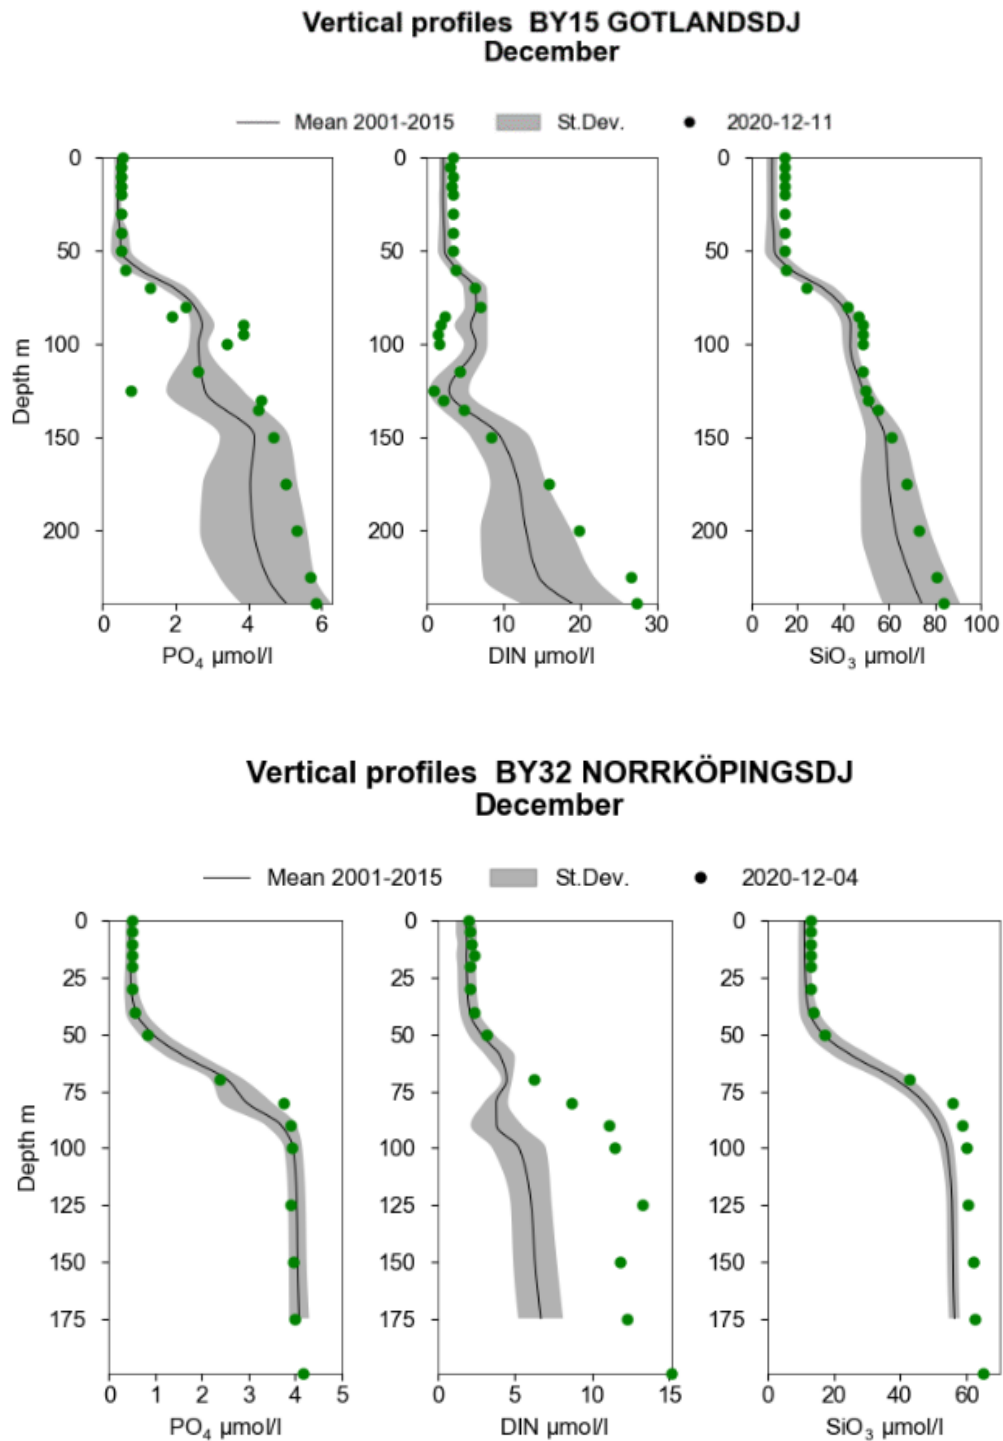 Vertical profiles BY15 GOTLANDSDJ
December
Mean 2001-2015 St.Dev. 2020-12-11
0 0 0
50 50 50
100 100 100
150 150 150
200 200 200
Depth m
0 2 4 6 0 10 20 30 0 20 40 60 80 100
PO₄ µmol/l DIN µmol/l SiO₃ µmol/l
Vertical profiles BY32 NORRKÖPINGSDJ
December
Mean 2001-2015 St.Dev. 2020-12-04
0 0 0
25 25 25
50 50 50
75 75 75
100 100 100
125 125 125
150 150 150
175 175 175
Depth m
0 1 2 3 4 5 0 5 10 15 0 20 40 60
PO₄ µmol/l DIN µmol/l SiO₃ µmol/l